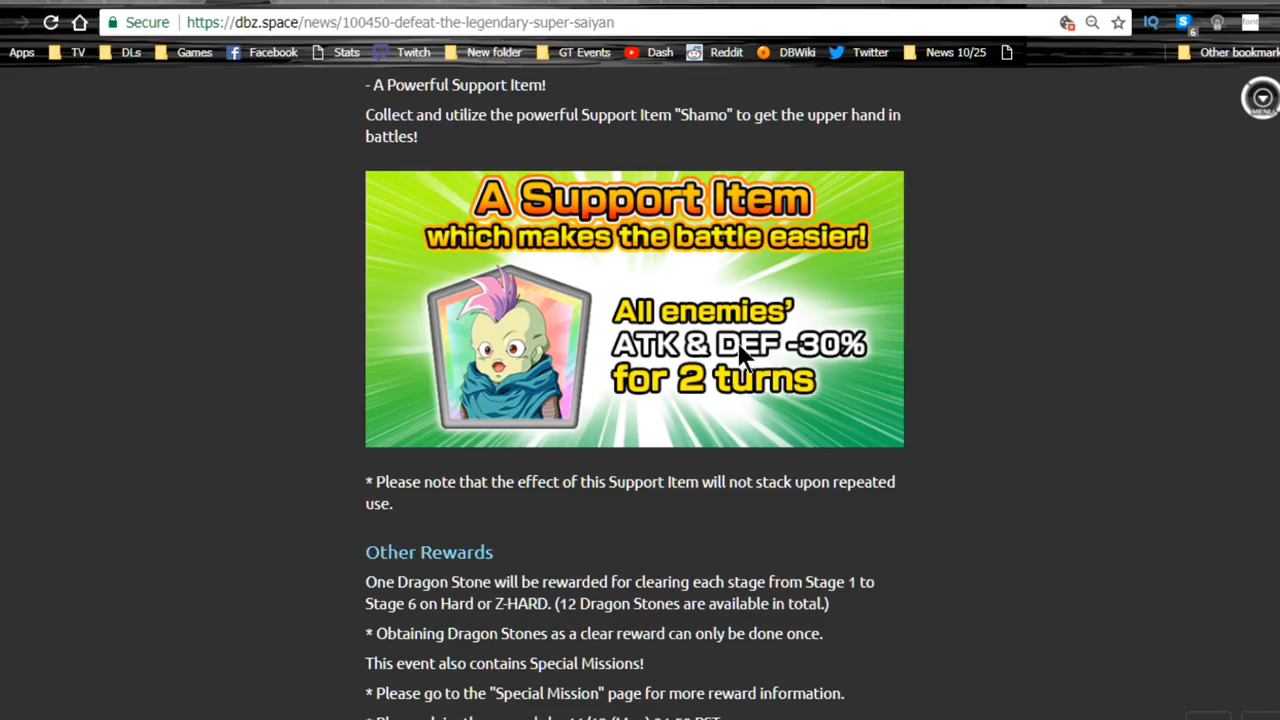 Secure https://dbz.space/news/100450-defeat-the-legendary-super-saiyan
IQ 6 font
Apps TV DLs Games Facebook Stats Twitch New folder GT Events Dash Reddit DBWiki Twitter News 10/25 Other bookmark
- A Powerful Support Item!
MENU
Collect and utilize the powerful Support Item "Shamo" to get the upper hand in
battles!
A Support Item
which makes the battle easier!
All enemies'
ATK & DEF -30%
for 2 turns
* Please note that the effect of this Support Item will not stack upon repeated
use.
Other Rewards
One Dragon Stone will be rewarded for clearing each stage from Stage 1 to
Stage 6 on Hard or Z-HARD. (12 Dragon Stones are available in total.)
* Obtaining Dragon Stones as a clear reward can only be done once.
This event also contains Special Missions!
* Please go to the "Special Mission" page for more reward information.